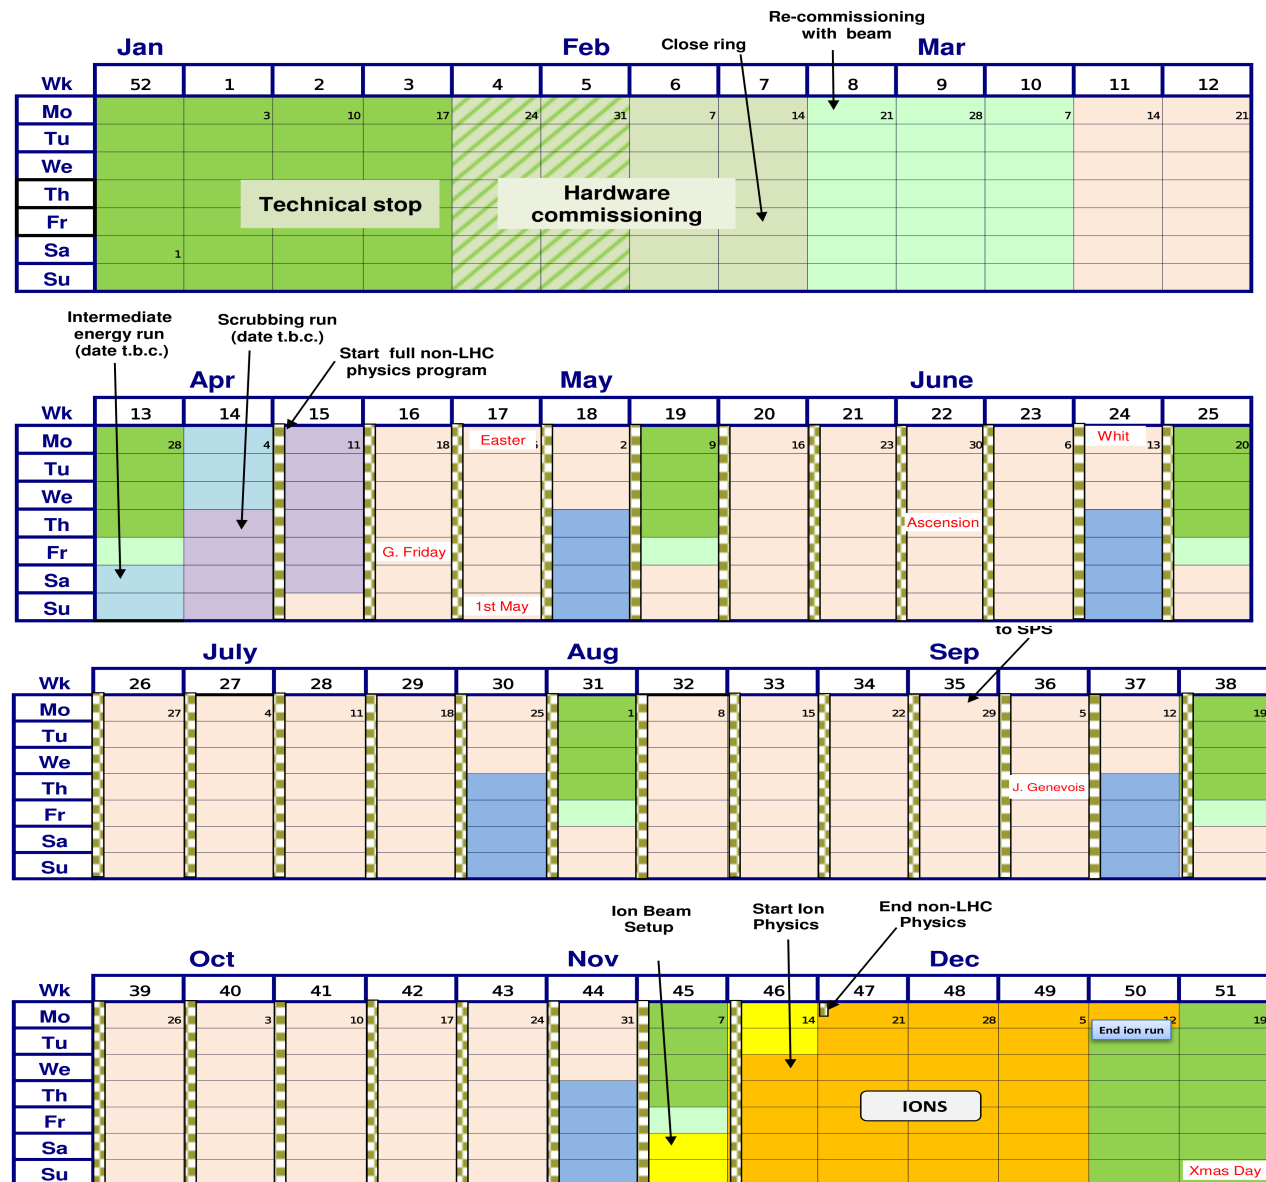 Re-commissioning
with beam
Close ring
Jan Feb Mar
Wk 52 1 2 3 4 5 6 7 8 9 10 11 12
Mo 3 10 17 24 31 7 14 21 28 7 14 21
Tu
We
Th
Technical stop
Hardware
commissioning
Fr
Sa 1
Su
Intermediate
energy run
(date t.b.c.)
Scrubbing run
(date t.b.c.)
Start full non-LHC
physics program
Apr May June
Wk 13 14 15 16 17 18 19 20 21 22 23 24 25
Mo 28 4 11 18 Easter 2 9 16 23 30 6 Whit 13 20
Tu
We
Th Ascension
Fr G. Friday
Sa
Su 1st May
to SPS
July Aug Sep
Wk 26 27 28 29 30 31 32 33 34 35 36 37 38
Mo 27 4 11 18 25 1 8 15 22 29 5 12 19
Tu
We
Th J. Genevois
Fr
Sa
Su
Ion Beam
Setup
Start Ion
Physics
End non-LHC
Physics
Oct Nov Dec
Wk 39 40 41 42 43 44 45 46 47 48 49 50 51
Mo 26 3 10 17 24 31 7 14 21 28 5 12 19
Tu End ion run
We
Th IONS
Fr
Sa
Su Xmas Day